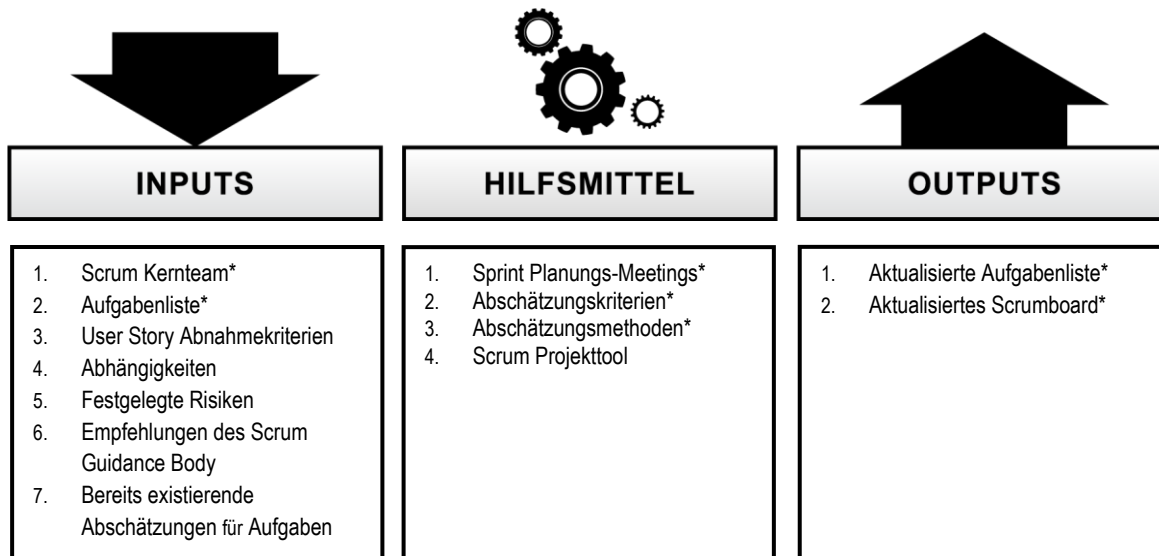 INPUTS
1. Scrum Kernteam*
2. Aufgabenliste*
3. User Story Abnahmekriterien
4. Abhängigkeiten
5. Festgelegte Risiken
6. Empfehlungen des Scrum
Guidance Body
7. Bereits existierende
Abschätzungen für Aufgaben
HILFSMITTEL
1. Sprint Planungs-Meetings*
2. Abschätzungskriterien*
3. Abschätzungsmethoden*
4. Scrum Projekttool
OUTPUTS
1. Aktualisierte Aufgabenliste*
2. Aktualisiertes Scrumboard*